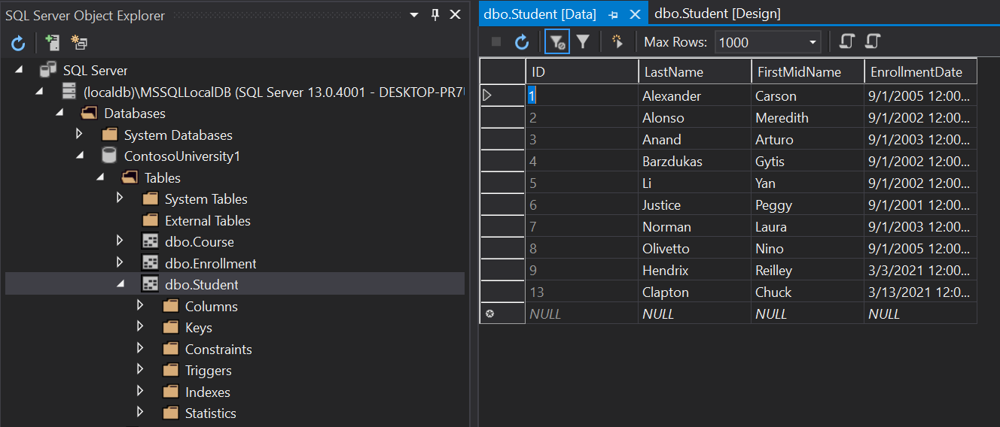 SQL Server Object Explorer
SQL Server
(localdb)\MSSQLLocalDB (SQL Server 13.0.4001 - DESKTOP-PR7
Databases
System Databases
ContosoUniversity1
Tables
System Tables
External Tables
dbo.Course
dbo.Enrollment
dbo.Student
Columns
Keys
Constraints
Triggers
Indexes
Statistics
dbo.Student [Data] dbo.Student [Design]
Max Rows: 1000
ID LastName FirstMidName EnrollmentDate
1 Alexander Carson 9/1/2005 12:00...
2 Alonso Meredith 9/1/2002 12:00...
3 Anand Arturo 9/1/2003 12:00...
4 Barzdukas Gytis 9/1/2002 12:00...
5 Li Yan 9/1/2002 12:00...
6 Justice Peggy 9/1/2001 12:00...
7 Norman Laura 9/1/2003 12:00...
8 Olivetto Nino 9/1/2005 12:00...
9 Hendrix Reilley 3/3/2021 12:00...
13 Clapton Chuck 3/13/2021 12:0...
NULL NULL NULL NULL